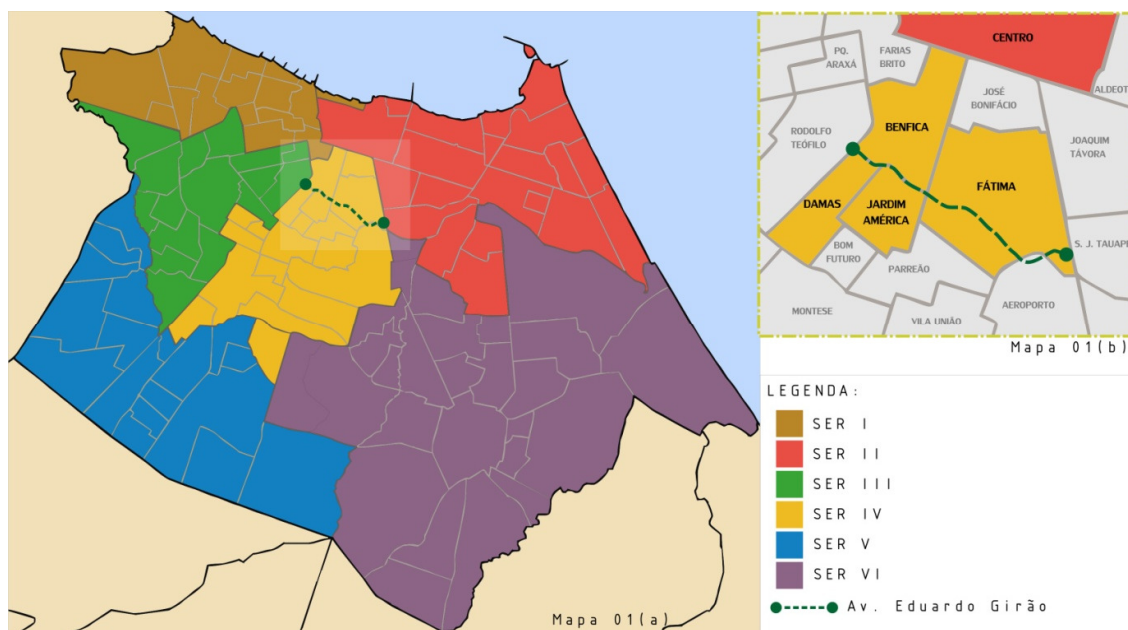 Mapa 01(a)
CENTRO
PQ.
ARAXÁ
FARIAS
BRITO
JOSÉ
BONIFÁCIO
ALDEOT
RODOLFO
TEÓFILO
BENFICA
JOAQUIM
TÁVORA
FÁTIMA
DAMAS
JARDIM
AMÉRICA
BOM
FUTURO
PARREÃO
S. J. TAUAPE
AEROPORTO
MONTESE
VILA UNIÃO
Mapa 01(b)
LEGENDA:
SER I
SER II
SER III
SER IV
SER V
SER VI
Av. Eduardo Girão